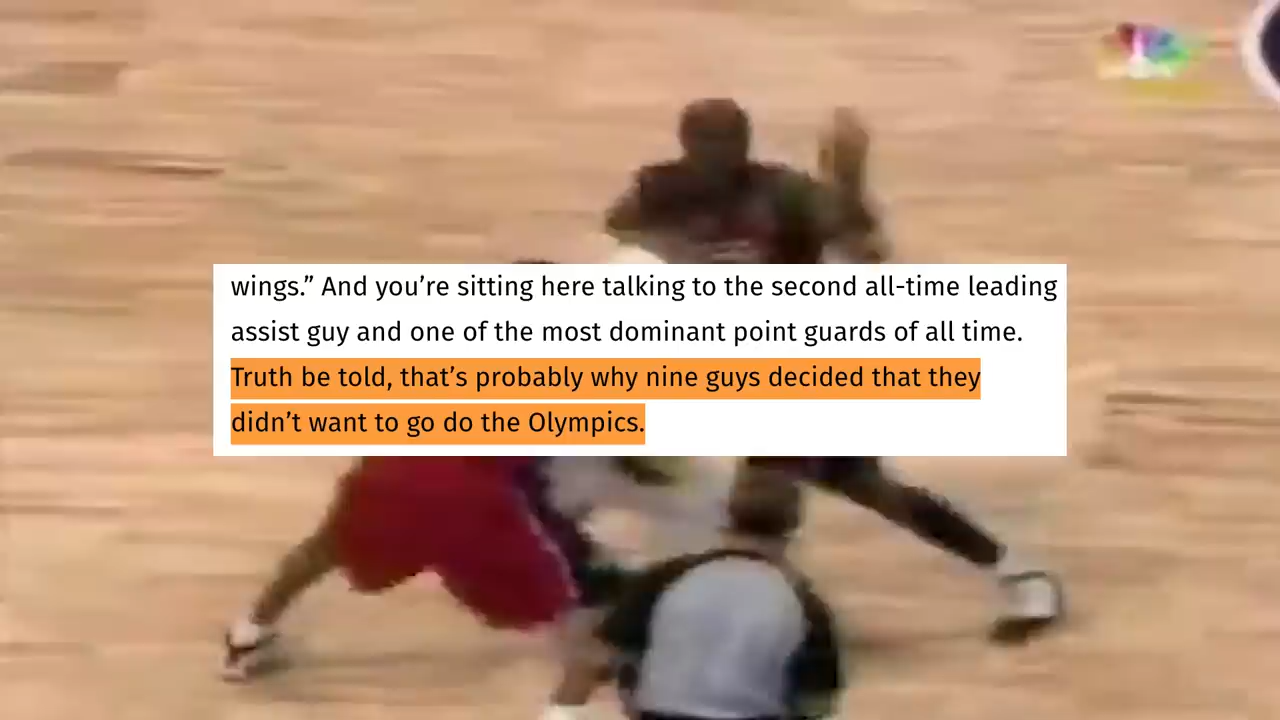 wings.” And you’re sitting here talking to the second all-time leading
assist guy and one of the most dominant point guards of all time.
Truth be told, that’s probably why nine guys decided that they
didn’t want to go do the Olympics.